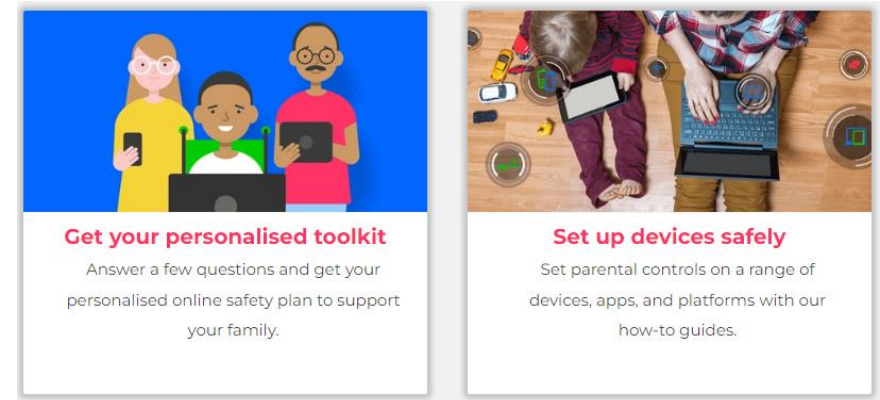 Get your personalised toolkit
Answer a few questions and get your
personalised online safety plan to support
your family.
Set up devices safely
Set parental controls on a range of
devices, apps, and platforms with our
how-to guides.